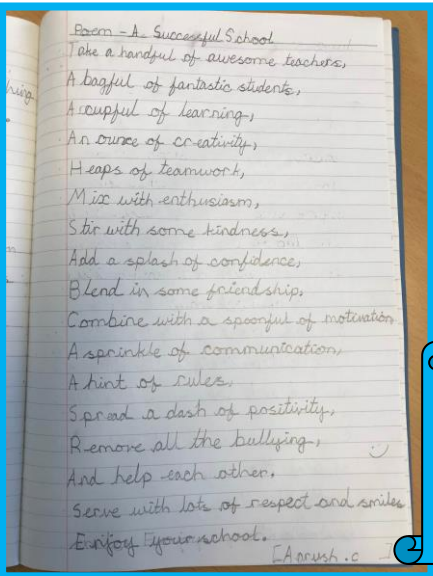 Poem - A Successful School
Take a handful of awesome teachers,
A bagful of fantastic students,
A cupful of learning,
An ounce of creativity,
Heaps of teamwork,
Mix with enthusiasm,
Stir with some kindness,
Add a splash of confidence,
Blend in some friendship,
Combine with a spoonful of motivation
A sprinkle of communication,
A hint of rules,
Spread a dash of positivity,
Remove all the bullying,
And help each other.
Serve with lots of respect and smiles
Enjoy your school.
[Anrush.c ]